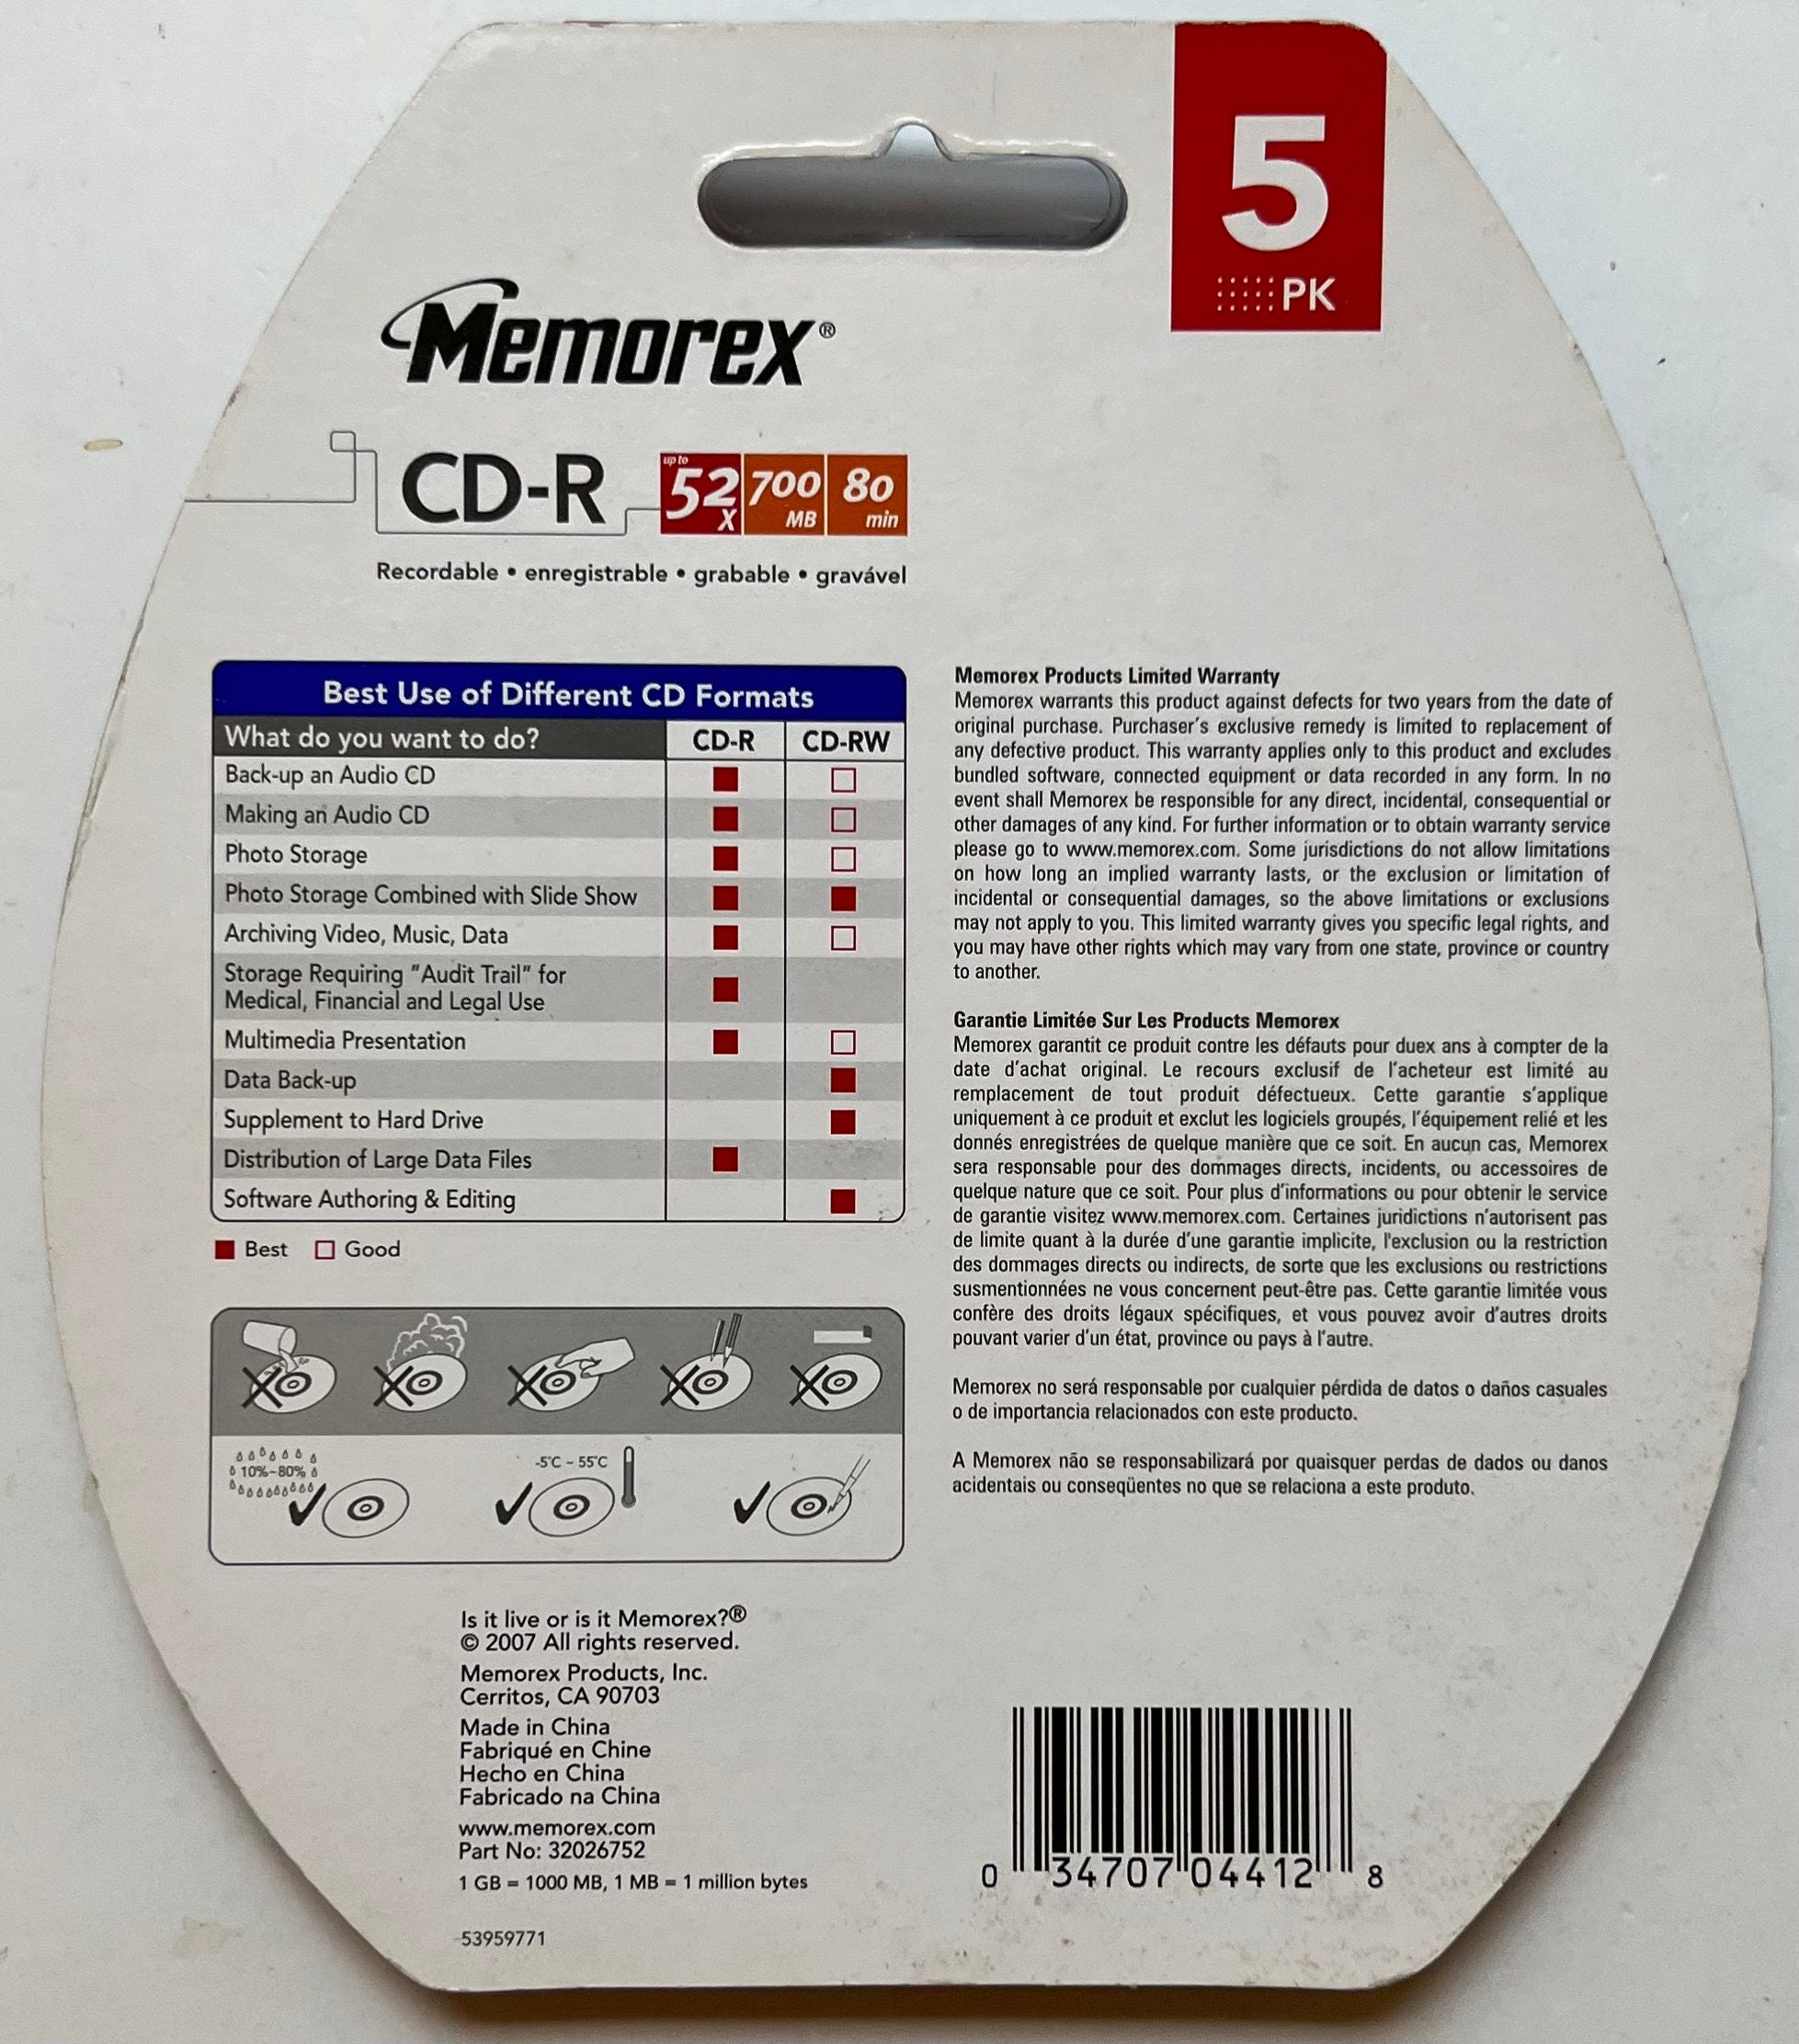 5
PK
Memorex®
CD-R
up to
52 X
700 MB
80 min
Recordable • enregistrable • grabable • gravável
Best Use of Different CD Formats
What do you want to do? CD-R CD-RW
Back-up an Audio CD
Making an Audio CD
Photo Storage
Photo Storage Combined with Slide Show
Archiving Video, Music, Data
Storage Requiring "Audit Trail" for
Medical, Financial and Legal Use
Multimedia Presentation
Data Back-up
Supplement to Hard Drive
Distribution of Large Data Files
Software Authoring & Editing
Best Good
10%~80%
-5°C ~ 55°C
Is it live or is it Memorex?®
© 2007 All rights reserved.
Memorex Products, Inc.
Cerritos, CA 90703
Made in China
Fabriqué en Chine
Hecho en China
Fabricado na China
www.memorex.com
Part No: 32026752
1 GB = 1000 MB, 1 MB = 1 million bytes
53959771
Memorex Products Limited Warranty
Memorex warrants this product against defects for two years from the date of
original purchase. Purchaser's exclusive remedy is limited to replacement of
any defective product. This warranty applies only to this product and excludes
bundled software, connected equipment or data recorded in any form. In no
event shall Memorex be responsible for any direct, incidental, consequential or
other damages of any kind. For further information or to obtain warranty service
please go to www.memorex.com. Some jurisdictions do not allow limitations
on how long an implied warranty lasts, or the exclusion or limitation of
incidental or consequential damages, so the above limitations or exclusions
may not apply to you. This limited warranty gives you specific legal rights, and
you may have other rights which may vary from one state, province or country
to another.
Garantie Limitée Sur Les Products Memorex
Memorex garantit ce produit contre les défauts pour duex ans à compter de la
date d'achat original. Le recours exclusif de l'acheteur est limité au
remplacement de tout produit défectueux. Cette garantie s'applique
uniquement à ce produit et exclut les logiciels groupés, l'équipement relié et les
donnés enregistrées de quelque manière que ce soit. En aucun cas, Memorex
sera responsable pour des dommages directs, incidents, ou accessoires de
quelque nature que ce soit. Pour plus d'informations ou pour obtenir le service
de garantie visitez www.memorex.com. Certaines juridictions n'autorisent pas
de limite quant à la durée d'une garantie implicite, l'exclusion ou la restriction
des dommages directs ou indirects, de sorte que les exclusions ou restrictions
susmentionnées ne vous concernent peut-être pas. Cette garantie limitée vous
confère des droits légaux spécifiques, et vous pouvez avoir d'autres droits
pouvant varier d'un état, province ou pays à l'autre.
Memorex no será responsable por cualquier pérdida de datos o daños casuales
o de importancia relacionados con este producto.
A Memorex não se responsabilizará por quaisquer perdas de dados ou danos
acidentais ou conseqüentes no que se relaciona a este produto.
0 34707 04412 8